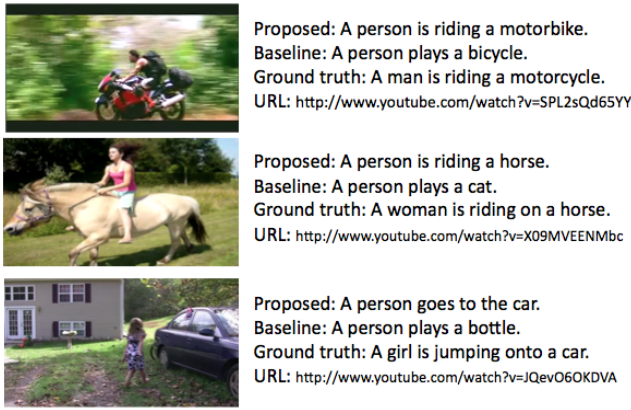 Proposed: A person is riding a motorbike.
Baseline: A person plays a bicycle.
Ground truth: A man is riding a motorcycle.
URL: http://www.youtube.com/watch?v=SPL2sQd65YY
Proposed: A person is riding a horse.
Baseline: A person plays a cat.
Ground truth: A woman is riding on a horse.
URL: http://www.youtube.com/watch?v=X09MVEENMbc
Proposed: A person goes to the car.
Baseline: A person plays a bottle.
Ground truth: A girl is jumping onto a car.
URL: http://www.youtube.com/watch?v=JQevO6OKDVA